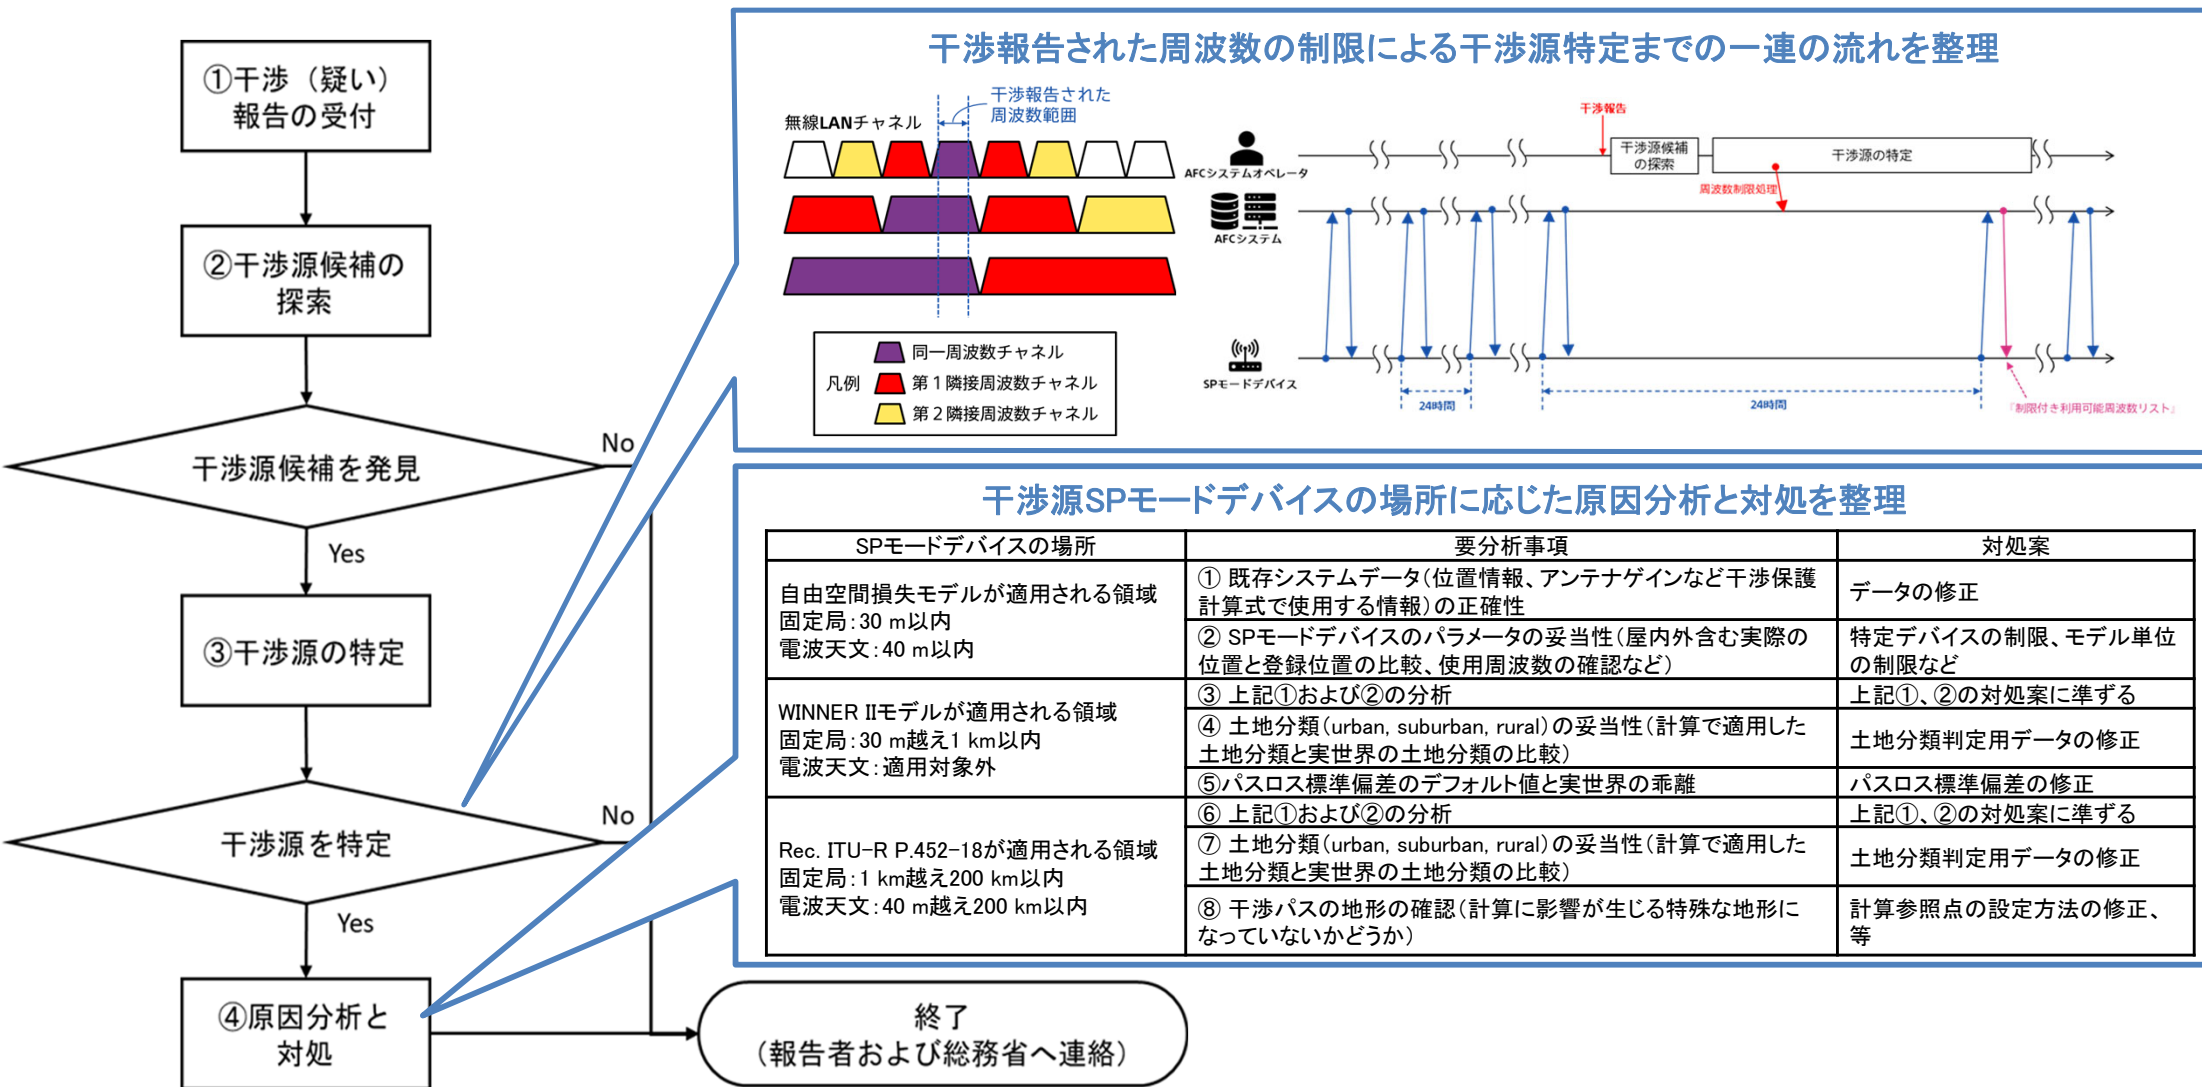 ①干渉（疑い）
報告の受付
②干渉源候補の
探索
干渉源候補を発見
No
Yes
③干渉源の特定
干渉源を特定
No
Yes
④原因分析と
対処
終了
（報告者および総務省へ連絡）
干渉報告された周波数の制限による干渉源特定までの一連の流れを整理
干渉報告された
周波数範囲
無線LANチャネル
凡例
同一周波数チャネル
第１隣接周波数チャネル
第２隣接周波数チャネル
干渉報告
AFCシステムオペレータ
干渉源候補
の探索
干渉源の特定
周波数制限処理
AFCシステム
SPモードデバイス
24時間
24時間
「制限付き利用可能周波数リスト」
干渉源SPモードデバイスの場所に応じた原因分析と対処を整理
SPモードデバイスの場所
要分析事項
対処案
自由空間損失モデルが適用される領域
固定局：30 m以内
電波天文：40 m以内
① 既存システムデータ（位置情報、アンテナゲインなど干渉保護
計算式で使用する情報）の正確性
データの修正
② SPモードデバイスのパラメータの妥当性（屋内外含む実際の
位置と登録位置の比較、使用周波数の確認など）
特定デバイスの制限、モデル単位
の制限など
WINNER IIモデルが適用される領域
固定局：30 m越え1 km以内
電波天文：適用対象外
③ 上記①および②の分析
上記①、②の対処案に準ずる
④ 土地分類（urban, suburban, rural）の妥当性（計算で適用した
土地分類と実世界の土地分類の比較）
土地分類判定用データの修正
⑤パスロス標準偏差のデフォルト値と実世界の乖離
パスロス標準偏差の修正
Rec. ITU-R P.452-18が適用される領域
固定局：1 km越え200 km以内
電波天文：40 m越え200 km以内
⑥ 上記①および②の分析
上記①、②の対処案に準ずる
⑦ 土地分類（urban, suburban, rural）の妥当性（計算で適用した
土地分類と実世界の土地分類の比較）
土地分類判定用データの修正
⑧ 干渉パスの地形の確認（計算に影響が生じる特殊な地形に
なっていないかどうか）
計算参照点の設定方法の修正、
等